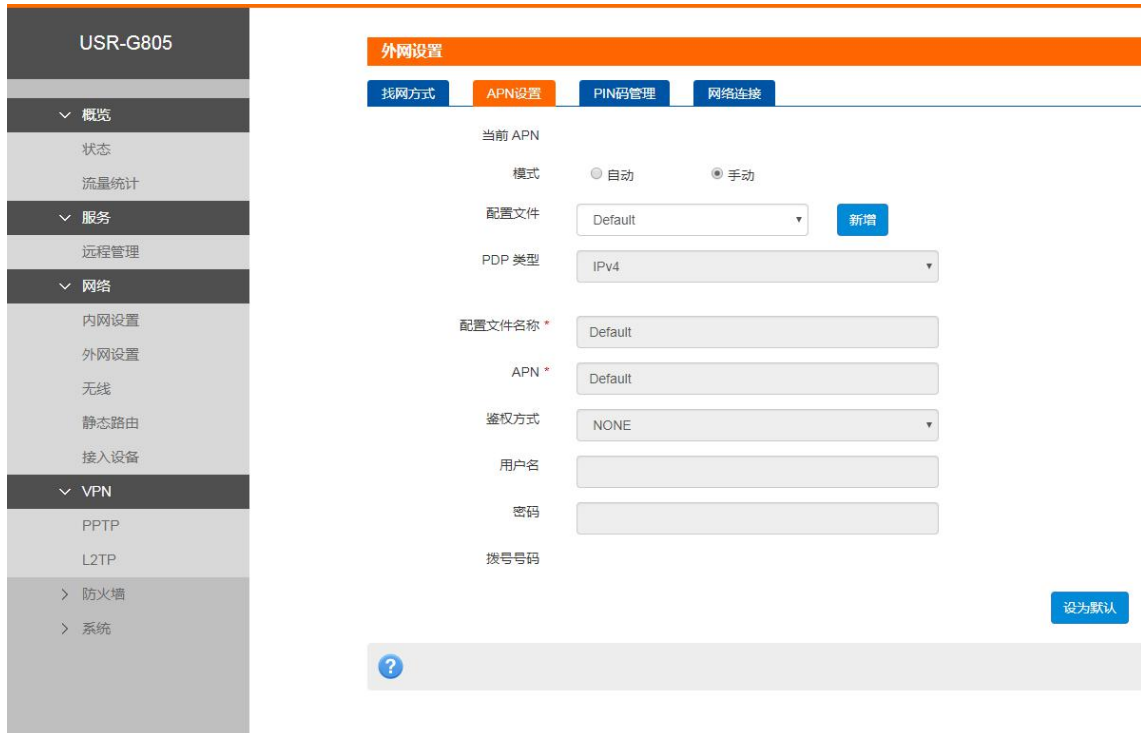 USR-G805
概览
状态
流量统计
服务
远程管理
网络
内网设置
外网设置
无线
静态路由
接入设备
VPN
PPTP
L2TP
防火墙
系统
外网设置
找网方式 APN设置 PIN码管理 网络连接
当前 APN
模式 自动 手动
配置文件 Default 新增
PDP 类型 IPv4
配置文件名称 * Default
APN * Default
鉴权方式 NONE
用户名
密码
拨号号码
设为默认
?